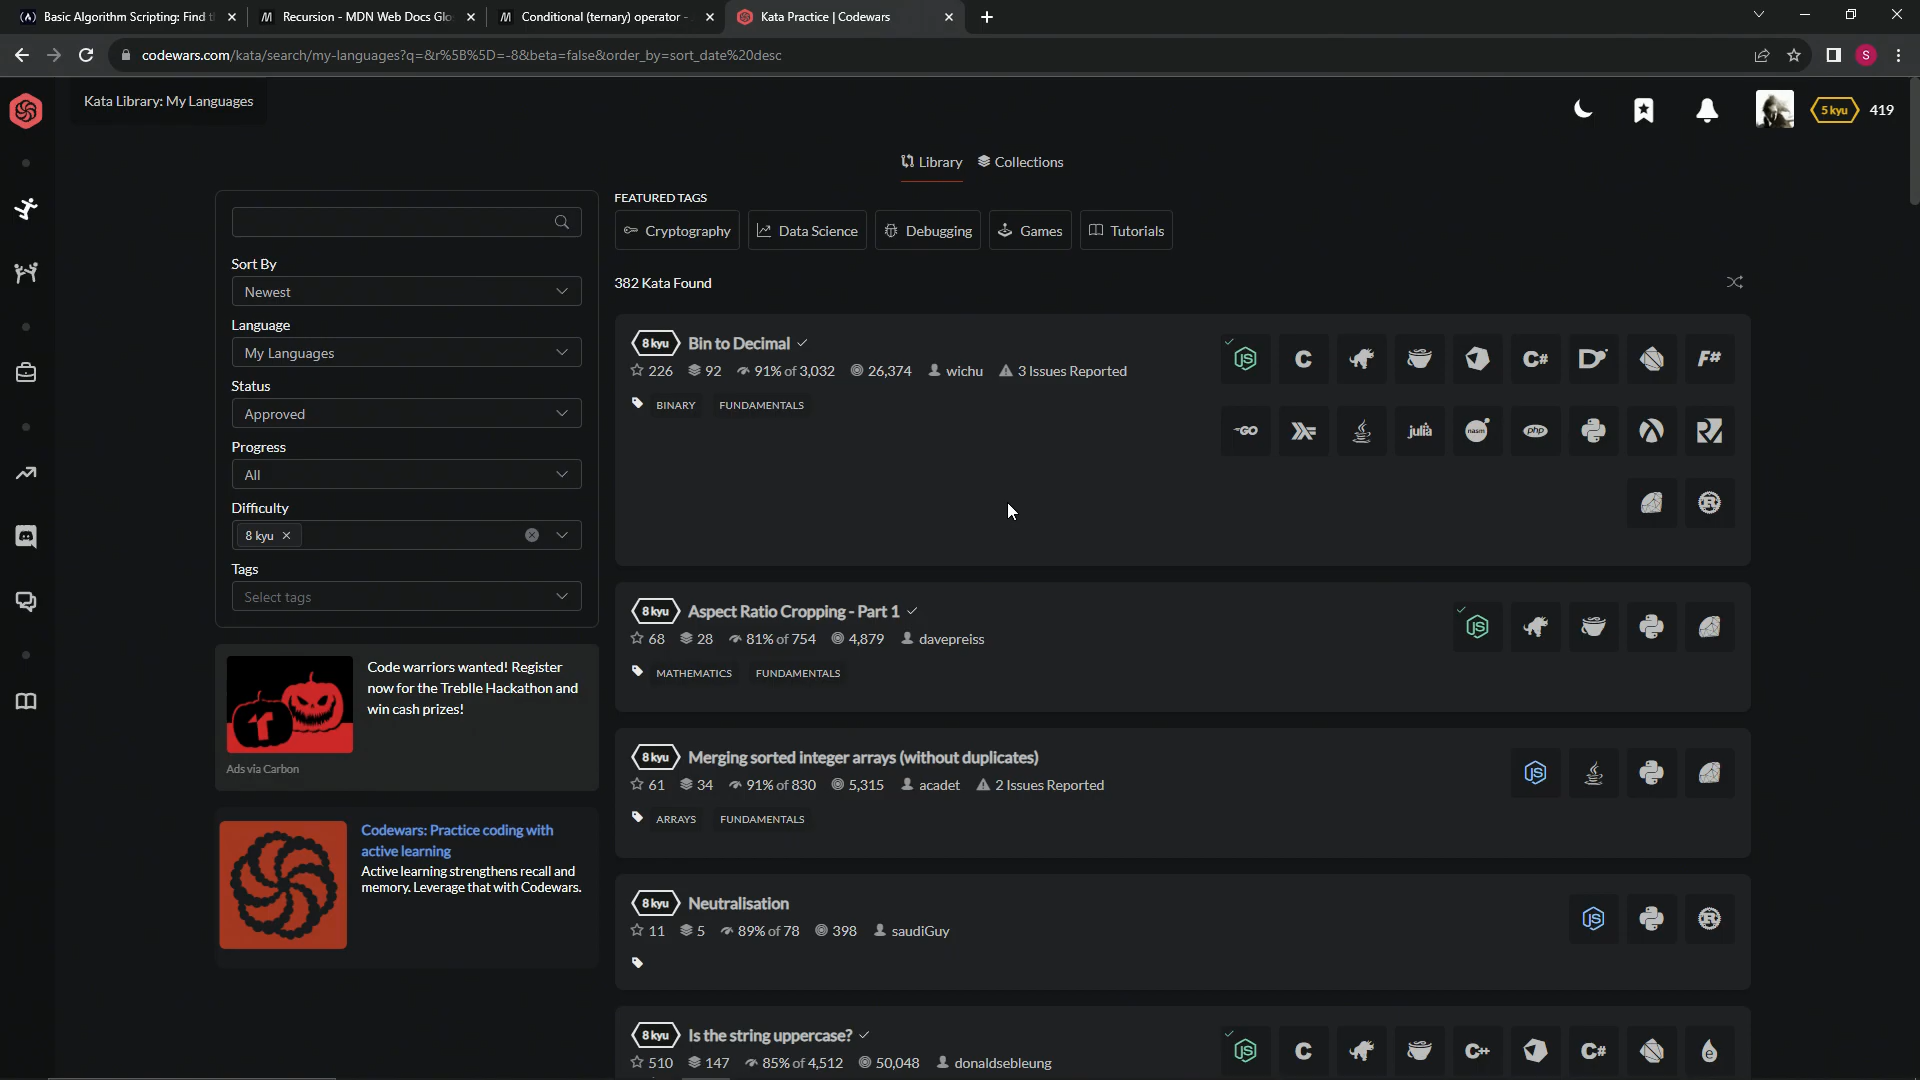 Basic Algorithm Scripting: Find t
Recursion - MDN Web Docs Glo
Conditional (ternary) operator -
Kata Practice | Codewars
codewars.com/kata/search/my-languages?q=&r%5B%5D=-8&beta=false&order_by=sort_date%20desc
S
Kata Library: My Languages
5 kyu 419
Library Collections
FEATURED TAGS
Cryptography Data Science Debugging Games Tutorials
382 Kata Found
Sort By
Newest
Language
My Languages
Status
Approved
Progress
All
Difficulty
8 kyu
Tags
Select tags
Code warriors wanted! Register
now for the Treblle Hackathon and
win cash prizes!
Ads via Carbon
Codewars: Practice coding with
active learning
Active learning strengthens recall and
memory. Leverage that with Codewars.
8 kyu Bin to Decimal
226 92 91% of 3,032 26,374 wichu 3 Issues Reported
BINARY FUNDAMENTALS
JS C C# D F#
GO julia nasm php
8 kyu Aspect Ratio Cropping - Part 1
68 28 81% of 754 4,879 davepreiss
MATHEMATICS FUNDAMENTALS
JS
8 kyu Merging sorted integer arrays (without duplicates)
61 34 91% of 830 5,315 acadet 2 Issues Reported
ARRAYS FUNDAMENTALS
JS
8 kyu Neutralisation
11 5 89% of 78 398 saudiGuy
JS
8 kyu Is the string uppercase?
510 147 85% of 4,512 50,048 donaldsebleung
JS C C++ C# e